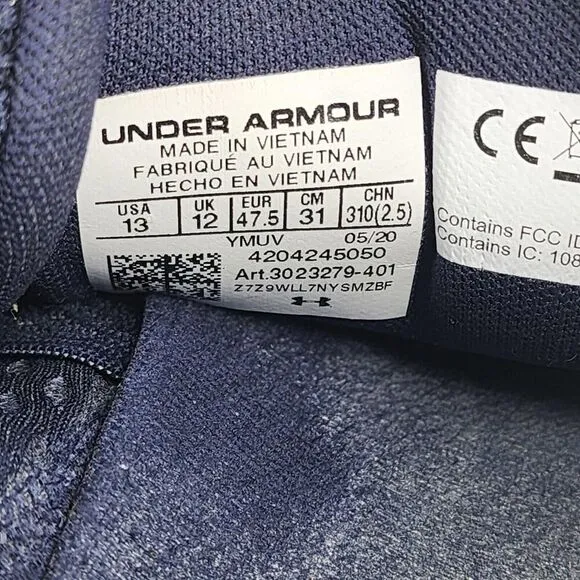 UNDER ARMOUR
MADE IN VIETNAM
FABRIQUÉ AU VIETNAM
HECHO EN VIETNAM
USA UK EUR CM CHN
13 12 47.5 31 310(2.5)
YMUV 05/20
4204245050
Art.3023279-401
Z7Z9WLL7NYSMZBF
CE
Contains FCC ID
Contains IC: 108